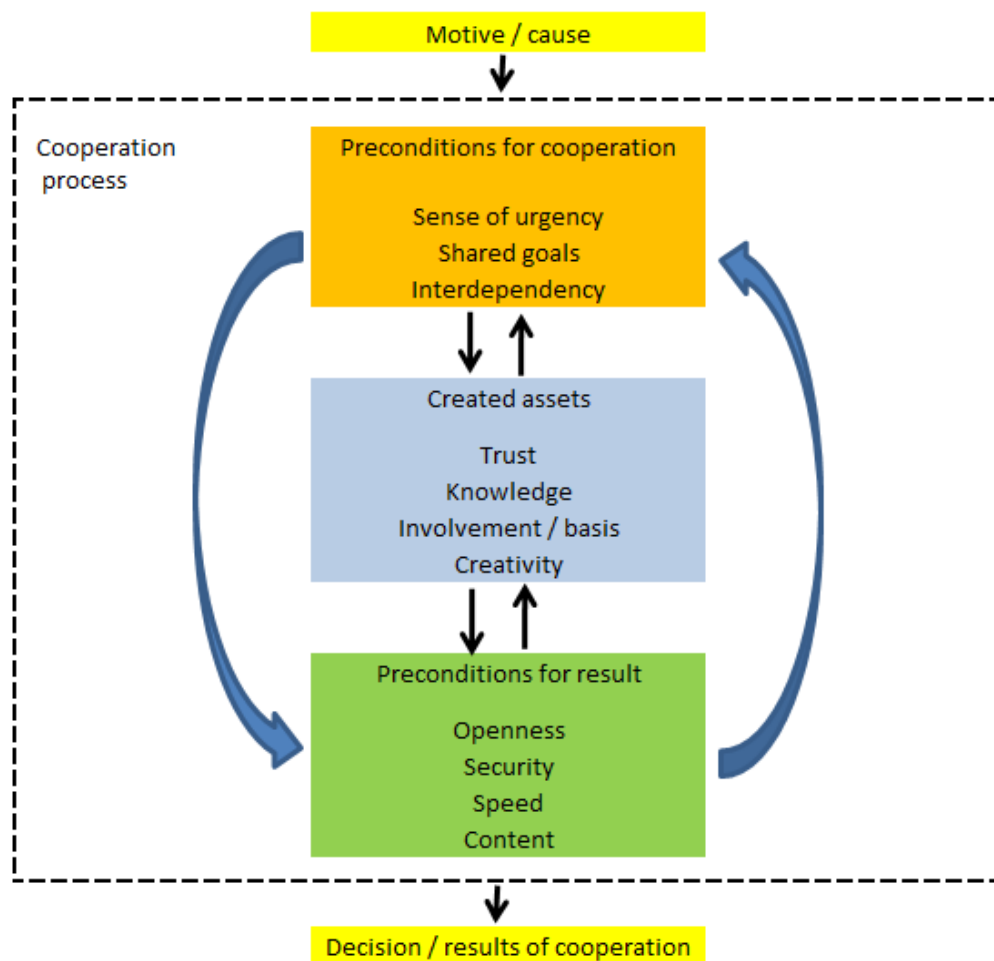 Motive / cause
Cooperation
process
Preconditions for cooperation
Sense of urgency
Shared goals
Interdependency
Created assets
Trust
Knowledge
Involvement / basis
Creativity
Preconditions for result
Openness
Security
Speed
Content
Decision / results of cooperation